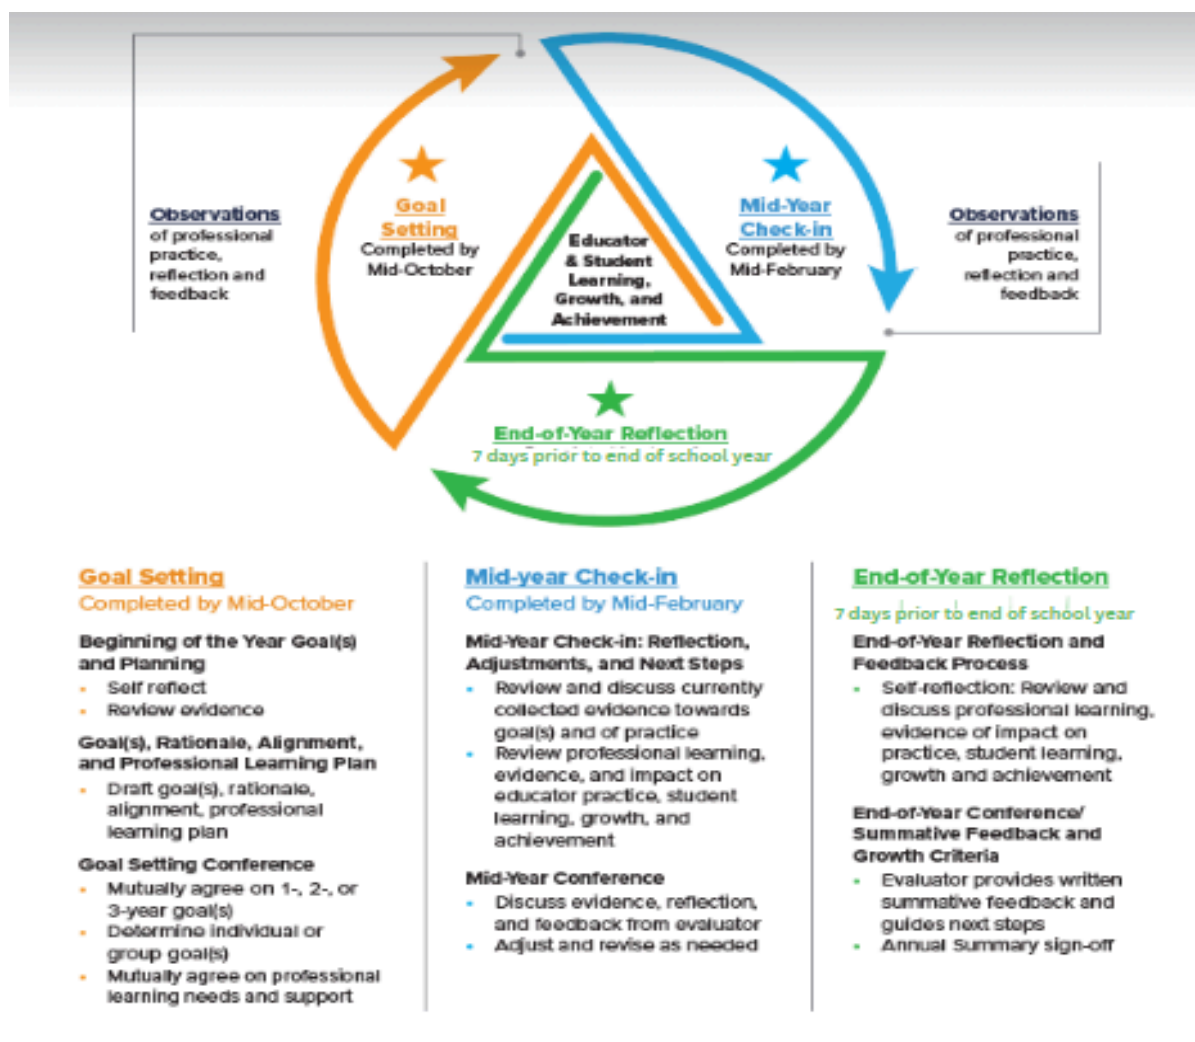 Observations
of professional
practice,
reflection and
feedback
Goal
Setting
Completed by
Mid-October
Educator
& Student
Learning,
Growth, and
Achievement
Mid-Year
Check-in
Completed by
Mid-February
Observations
of professional
practice,
reflection and
feedback
End-of-Year Reflection
7 days prior to end of school year
Goal Setting
Completed by Mid-October
Beginning of the Year Goal(s)
and Planning
• Self reflect
• Review evidence
Goal(s), Rationale, Alignment,
and Professional Learning Plan
• Draft goal(s), rationale,
alignment, professional
learning plan
Goal Setting Conference
• Mutually agree on 1-, 2-, or
3-year goal(s)
• Determine individual or
group goal(s)
• Mutually agree on professional
learning needs and support
Mid-year Check-in
Completed by Mid-February
Mid-Year Check-in: Reflection,
Adjustments, and Next Steps
• Review and discuss currently
collected evidence towards
goal(s) and of practice
• Review professional learning,
evidence, and impact on
educator practice, student
learning, growth, and
achievement
Mid-Year Conference
• Discuss evidence, reflection,
and feedback from evaluator
• Adjust and revise as needed
End-of-Year Reflection
7 days prior to end of school year
End-of-Year Reflection and
Feedback Process
• Self-reflection: Review and
discuss professional learning,
evidence of impact on
practice, student learning,
growth and achievement
End-of-Year Conference/
Summative Feedback and
Growth Criteria
• Evaluator provides written
summative feedback and
guides next steps
• Annual Summary sign-off